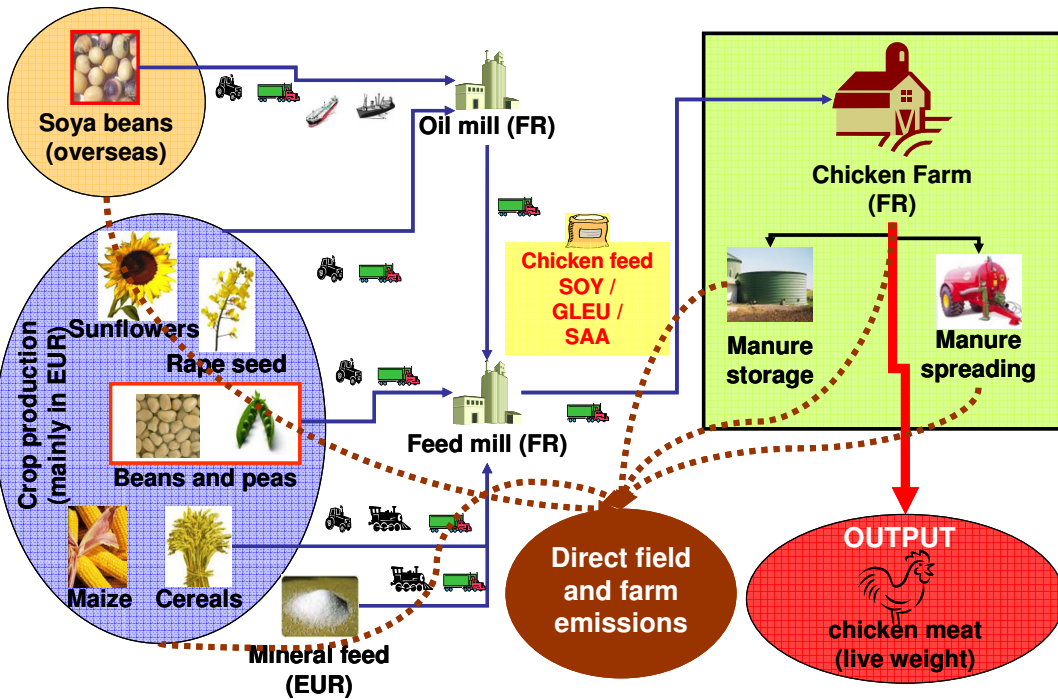 Soya beans
(overseas)
Oil mill (FR)
Chicken Farm
(FR)
Chicken feed
SOY /
GLEU /
SAA
Crop production
(mainly in EUR)
Sunflowers
Rape seed
Manure
storage
Manure
spreading
Feed mill (FR)
Beans and peas
Maize
Cereals
Mineral feed
(EUR)
Direct field
and farm
emissions
OUTPUT
chicken meat
(live weight)